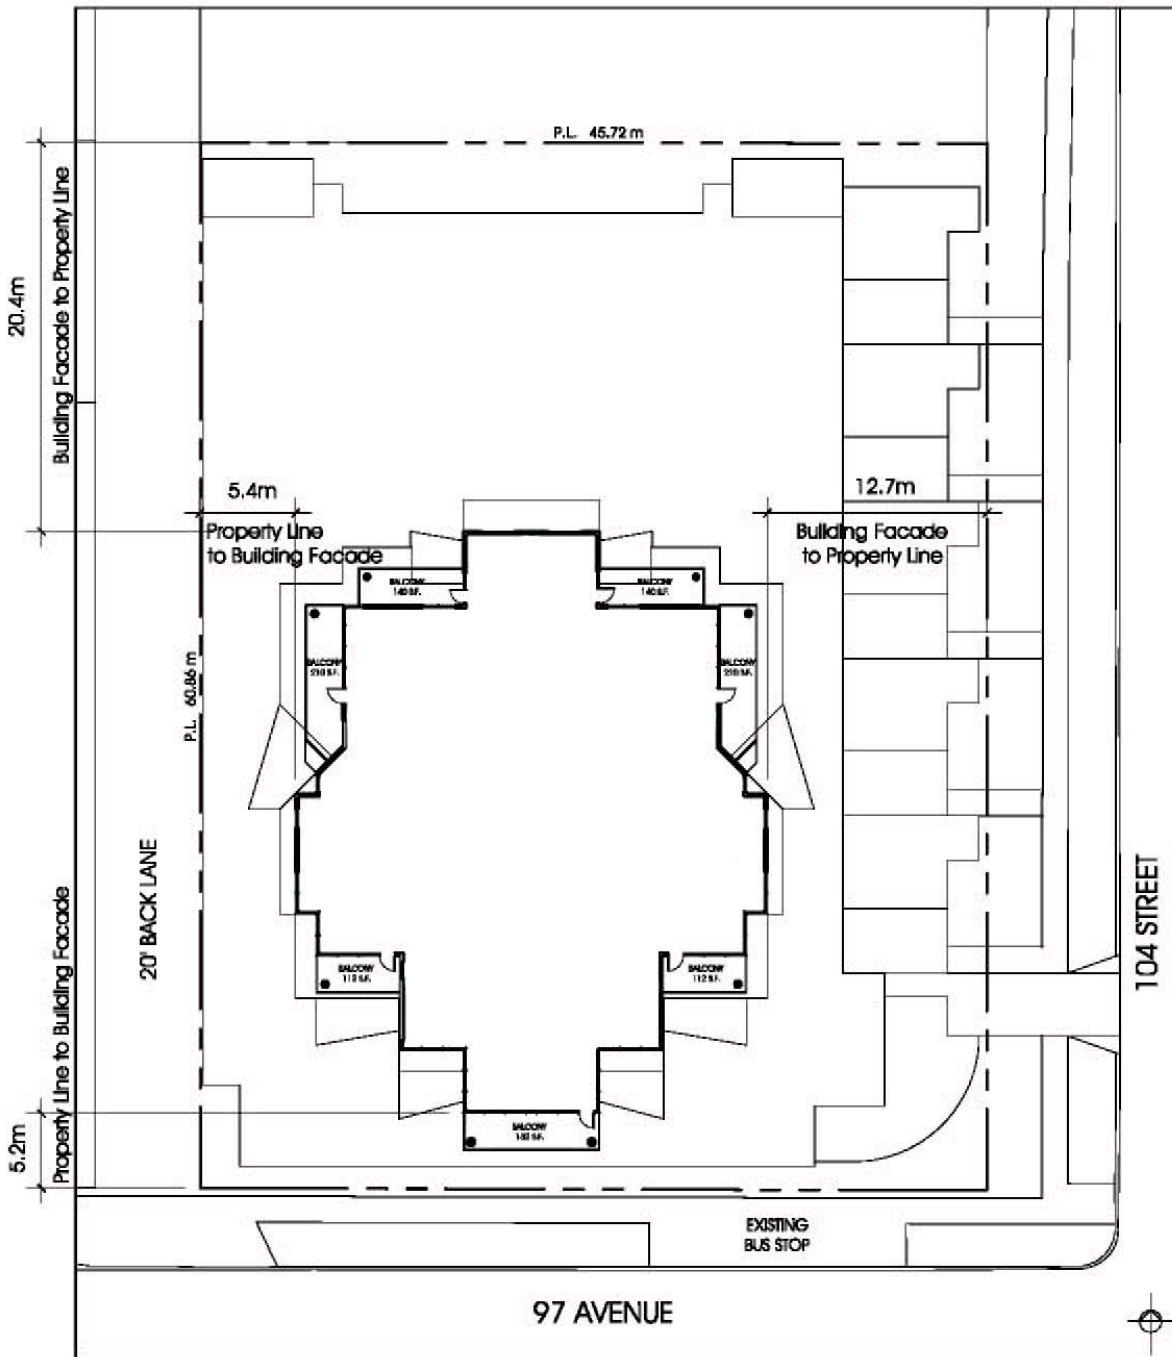 P.L. 45.72 m
20.4m
Building Facade to Property Line
5.4m
Property Line
to Building Facade
12.7m
Building Facade
to Property Line
BALCONY
140 S.F.
BALCONY
140 S.F.
BALCONY
210 S.F.
BALCONY
210 S.F.
P.L. 60.86 m
20' BACK LANE
104 STREET
BALCONY
112 S.F.
BALCONY
112 S.F.
5.2m
Property Line to Building Facade
BALCONY
S.F.
EXISTING
BUS STOP
97 AVENUE